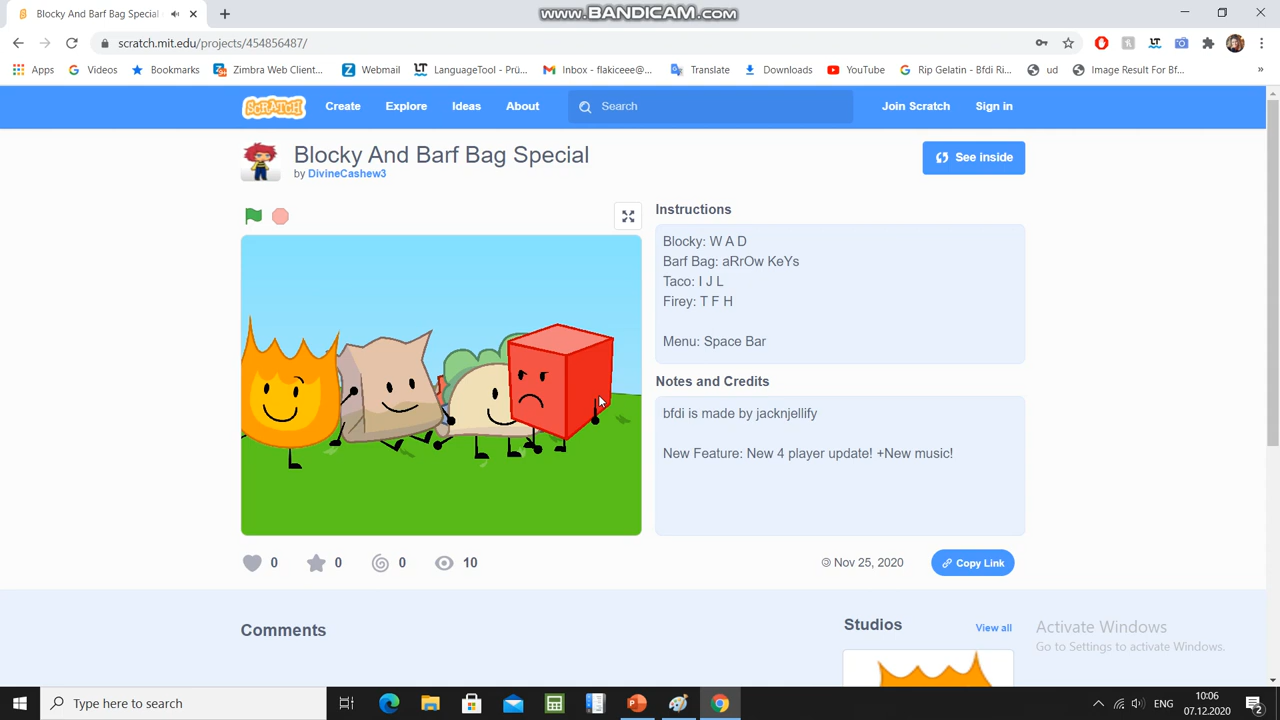 www.BANDICAM.com
Blocky And Barf Bag Special
scratch.mit.edu/projects/454856487/
Apps Videos Bookmarks Zimbra Web Client... Webmail LanguageTool - Prü... Inbox - flakiceee@... Translate Downloads YouTube Rip Gelatin - Bfdi Ri... ud Image Result For Bf... »
SCRATCH Create Explore Ideas About Search Join Scratch Sign in
Blocky And Barf Bag Special
by DivineCashew3
See inside
Instructions
Blocky: W A D
Barf Bag: aRrOw KeYs
Taco: I J L
Firey: T F H
Menu: Space Bar
Notes and Credits
bfdi is made by jacknjellify
New Feature: New 4 player update! +New music!
0 0 0 10
© Nov 25, 2020 Copy Link
Comments
Studios View all
Activate Windows
Go to Settings to activate Windows.
Type here to search
ENG
10:06
07.12.2020
2